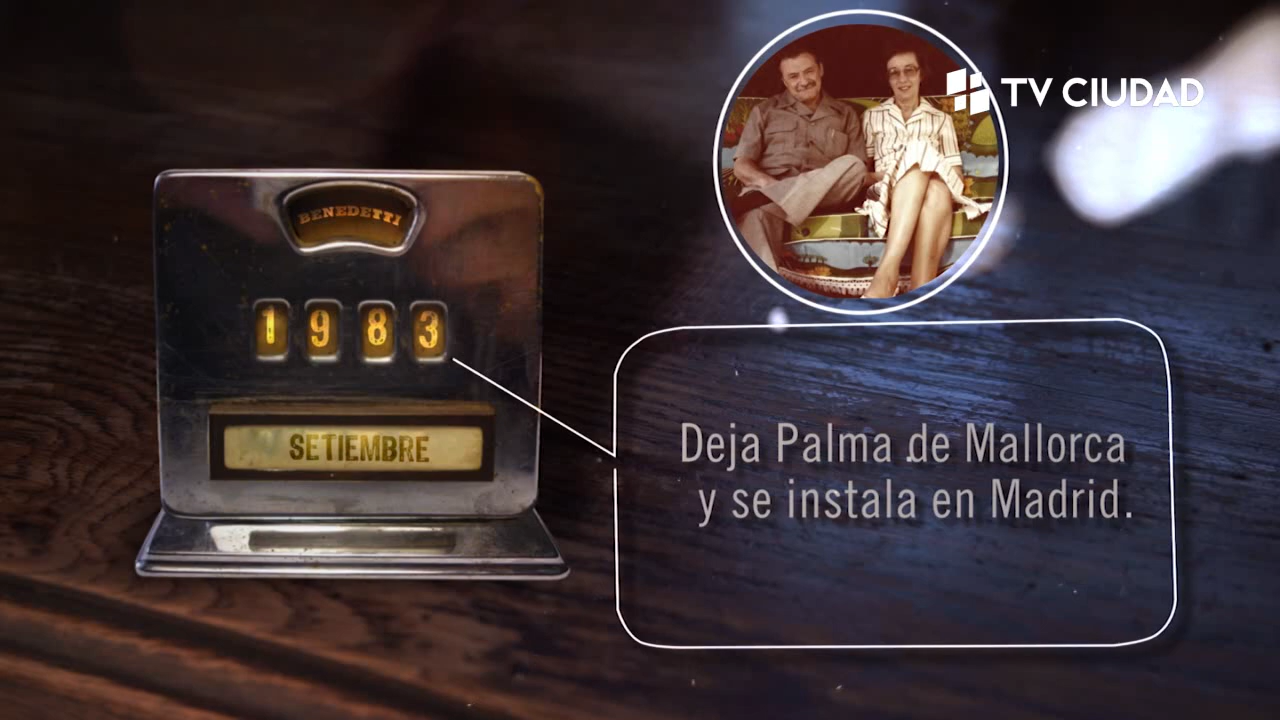 TV CIUDAD
BENEDETTI
1983
SETIEMBRE
Deja Palma de Mallorca
y se instala en Madrid.